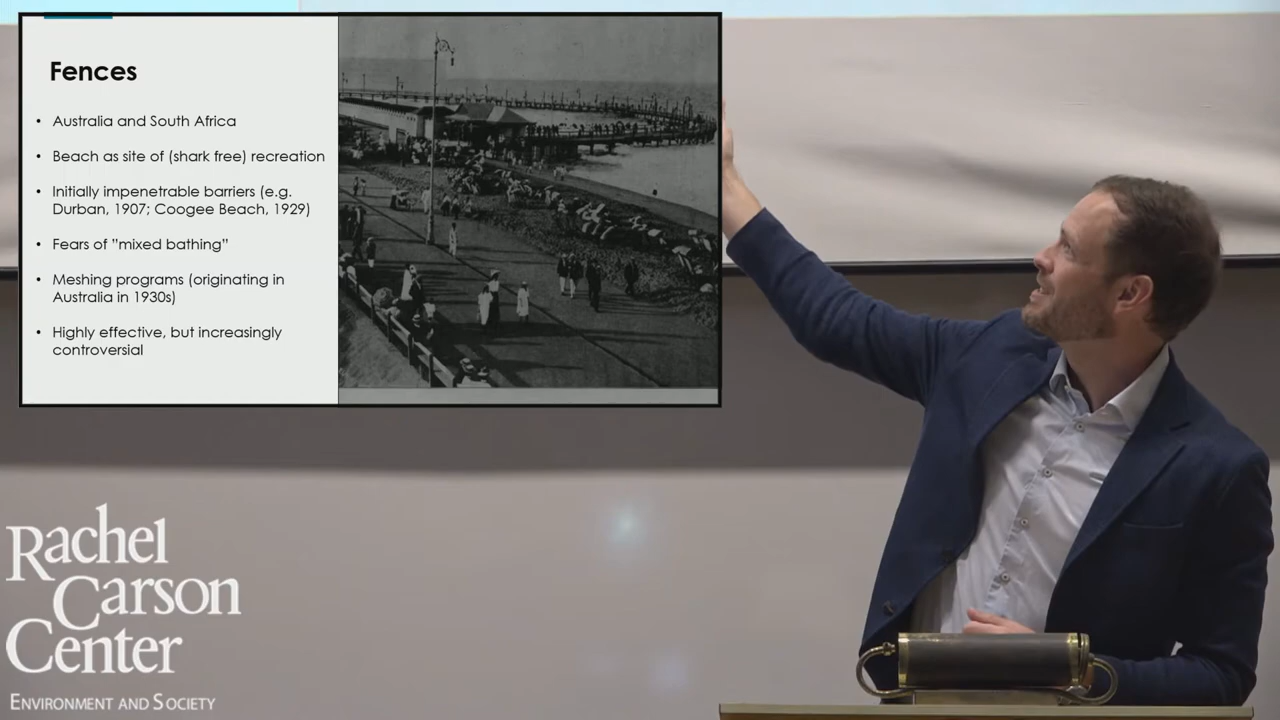 Fences
• Australia and South Africa
• Beach as site of (shark free) recreation
• Initially impenetrable barriers (e.g.
Durban, 1907; Coogee Beach, 1929)
• Fears of ”mixed bathing”
• Meshing programs (originating in
Australia in 1930s)
• Highly effective, but increasingly
controversial
Rachel
Carson
Center
ENVIRONMENT AND SOCIETY